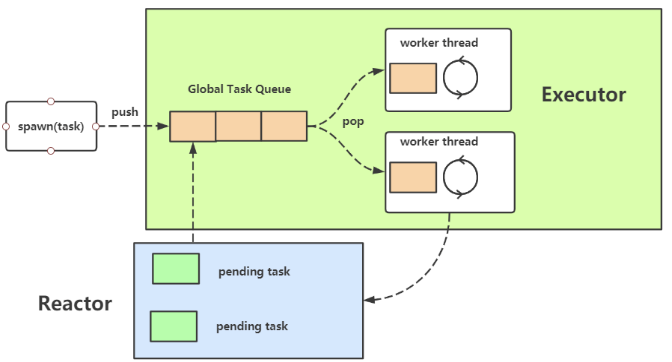 worker thread
Global Task Queue
Executor
spawn(task)
push
pop
worker thread
pending task
Reactor
pending task